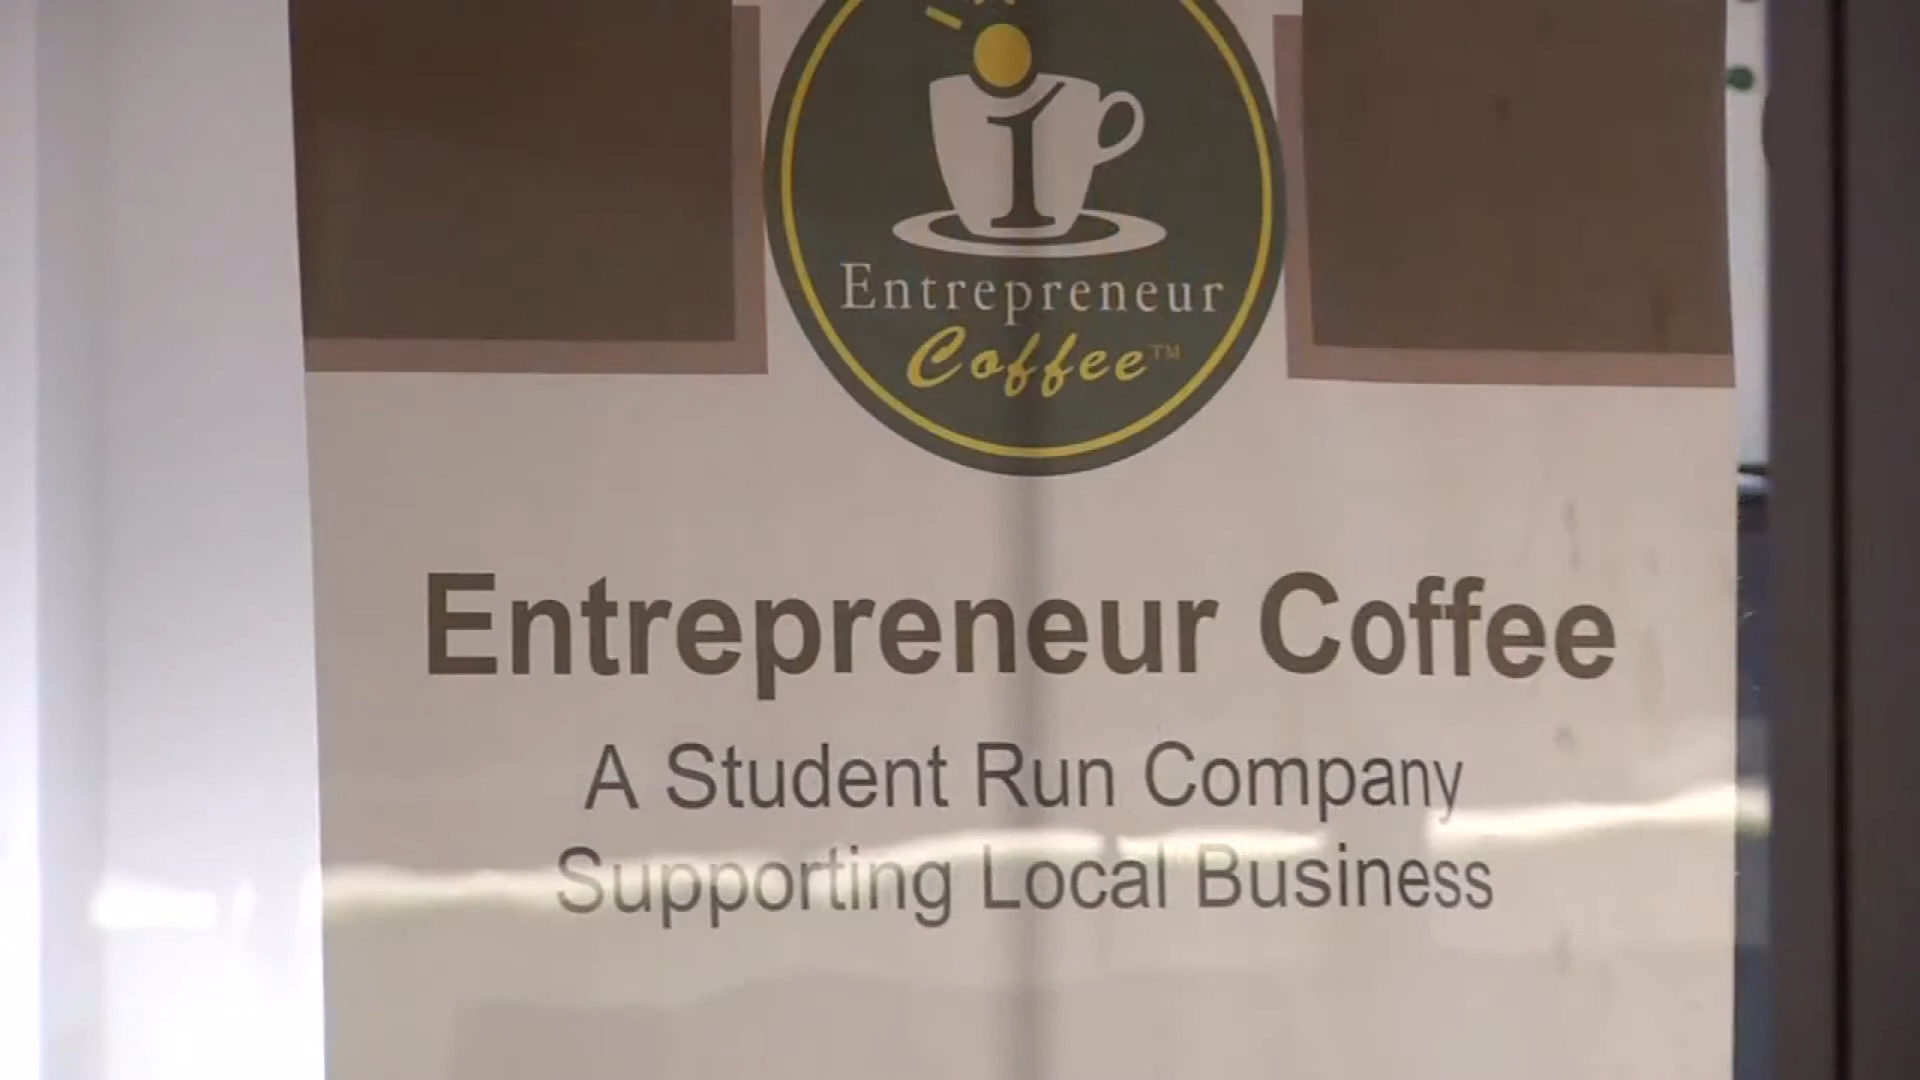 i
Entrepreneur
Coffee™
Entrepreneur Coffee
A Student Run Company
Supporting Local Business